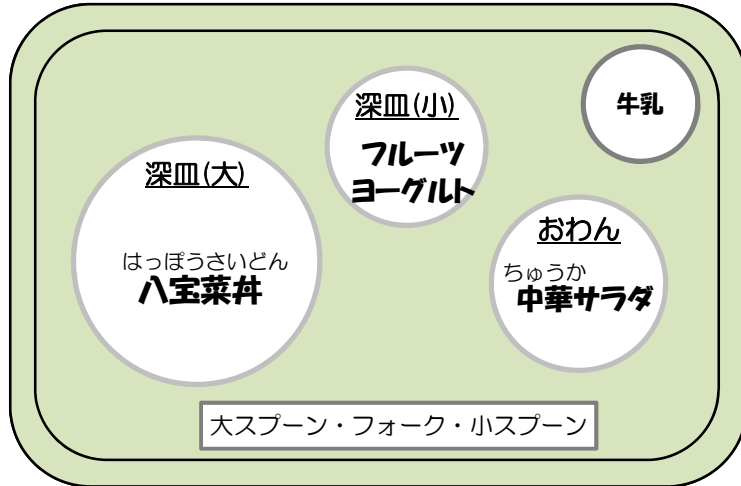 深皿(大)
はっぽうさいどん
八宝菜丼
深皿(小)
フルーツ
ヨーグルト
牛乳
おわん
ちゅうか
中華サラダ
大スプーン・フォーク・小スプーン